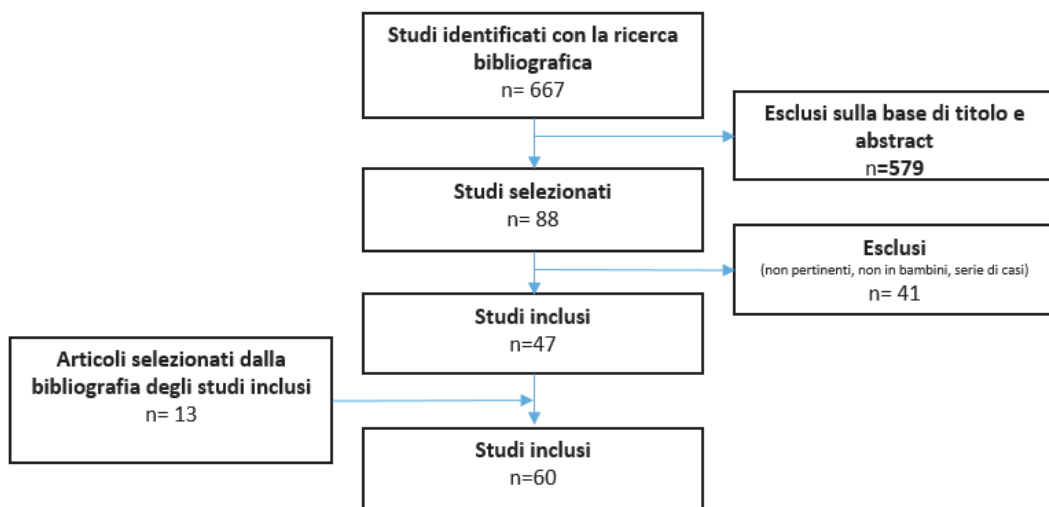 Studi identificati con la ricerca
bibliografica
n= 667
Esclusi sulla base di titolo e
abstract
n=579
Studi selezionati
n= 88
Esclusi
(non pertinenti, non in bambini, serie di casi)
n= 41
Studi inclusi
n=47
Articoli selezionati dalla
bibliografia degli studi inclusi
n= 13
Studi inclusi
n=60